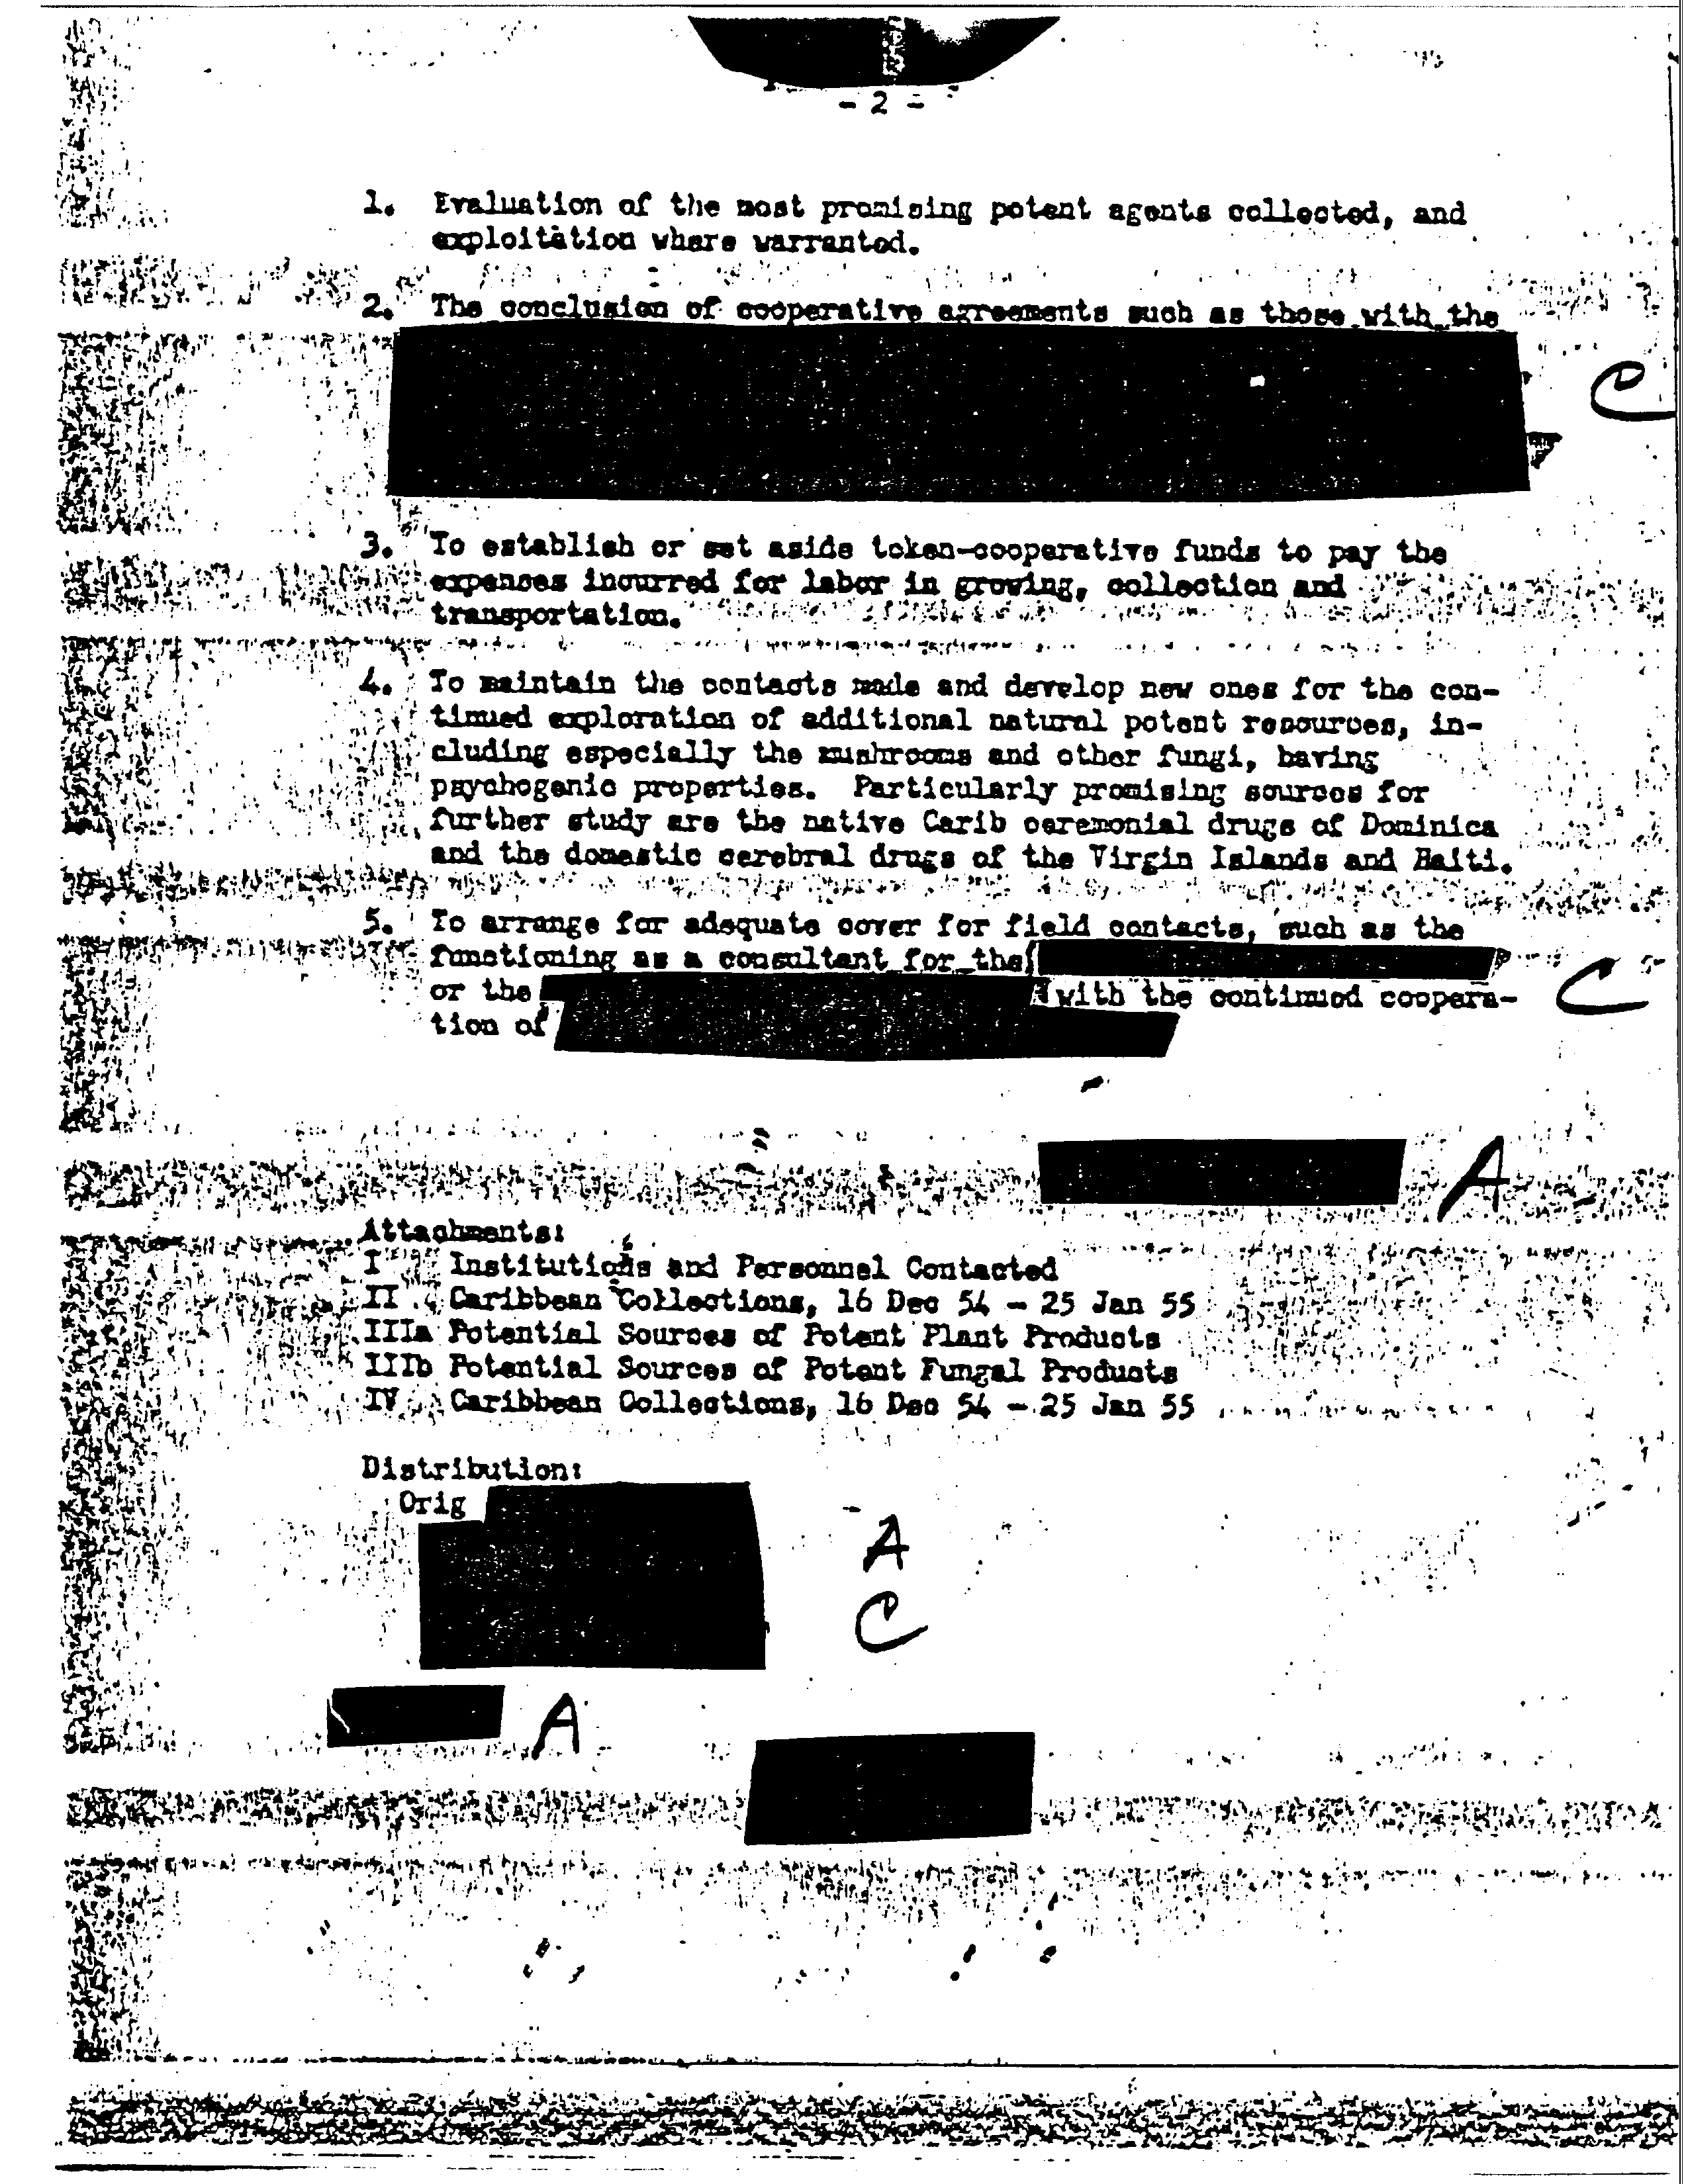 - 2 -
1. Evaluation of the most promising potent agents collected, and
exploitation where warranted.
2. The conclusion of cooperative agreements such as those with the
C
3. To establish or set aside token-cooperative funds to pay the
expenses incurred for labor in growing, collection and
transportation.
4. To maintain the contacts made and develop new ones for the con-
tinued exploration of additional natural potent resources, in-
cluding especially the mushrooms and other fungi, having
psychogenic properties. Particularly promising sources for
further study are the native Carib ceremonial drugs of Dominica
and the domestic cerebral drugs of the Virgin Islands and Haiti.
5. To arrange for adequate cover for field contacts, such as the
functioning as a consultant for the
or the with the continued coopera-
tion of
C
A
Attachments:
I Institutions and Personnel Contacted
II Caribbean Collections, 16 Dec 54 - 25 Jan 55
IIIa Potential Sources of Potent Plant Products
IIIb Potential Sources of Potent Fungal Products
IV Caribbean Collections, 16 Dec 54 - 25 Jan 55
Distribution:
Orig
A
C
A